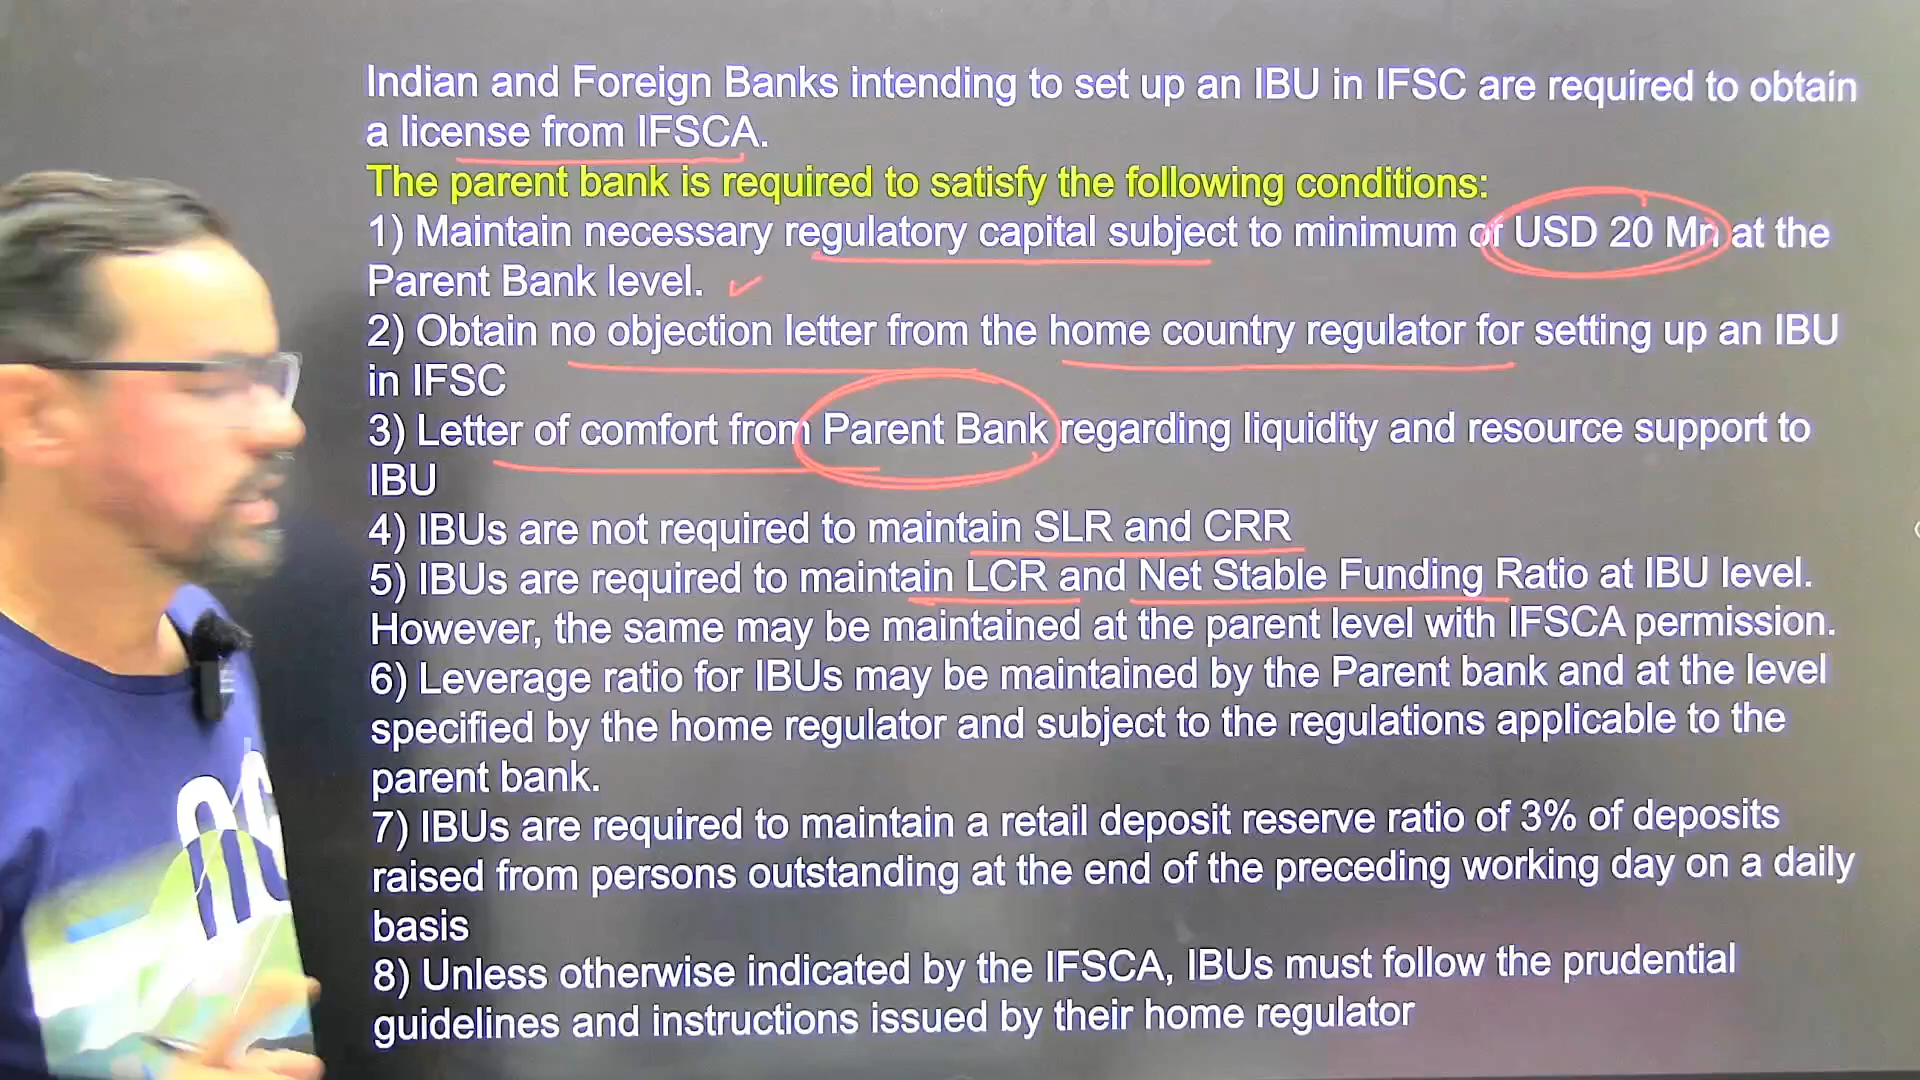 Indian and Foreign Banks intending to set up an IBU in IFSC are required to obtain
a license from IFSCA.
The parent bank is required to satisfy the following conditions:
1) Maintain necessary regulatory capital subject to minimum of USD 20 Mn at the
Parent Bank level.
2) Obtain no objection letter from the home country regulator for setting up an IBU
in IFSC
3) Letter of comfort from Parent Bank regarding liquidity and resource support to
IBU
4) IBUs are not required to maintain SLR and CRR
5) IBUs are required to maintain LCR and Net Stable Funding Ratio at IBU level.
However, the same may be maintained at the parent level with IFSCA permission.
6) Leverage ratio for IBUs may be maintained by the Parent bank and at the level
specified by the home regulator and subject to the regulations applicable to the
parent bank.
7) IBUs are required to maintain a retail deposit reserve ratio of 3% of deposits
raised from persons outstanding at the end of the preceding working day on a daily
basis
8) Unless otherwise indicated by the IFSCA, IBUs must follow the prudential
guidelines and instructions issued by their home regulator